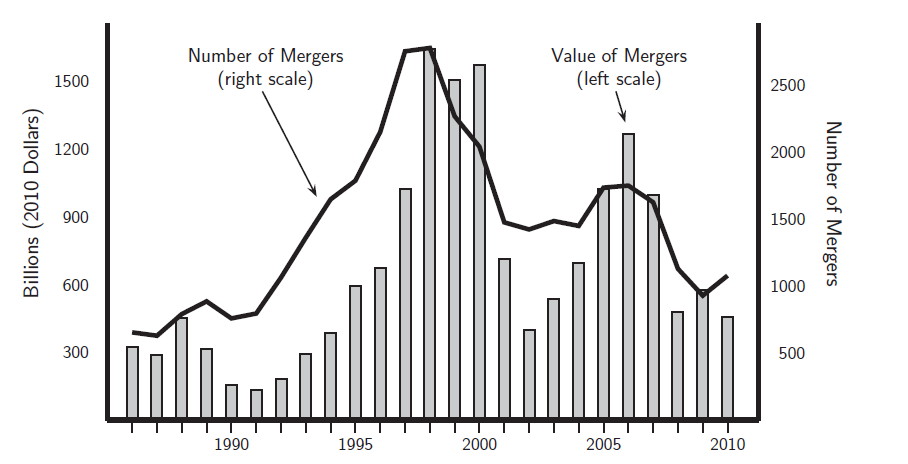 Number of Mergers
(right scale)
Value of Mergers
(left scale)
Billions (2010 Dollars)
1500
1200
900
600
300
2500
2000
1500
1000
500
Number of Mergers
1990
1995
2000
2005
2010